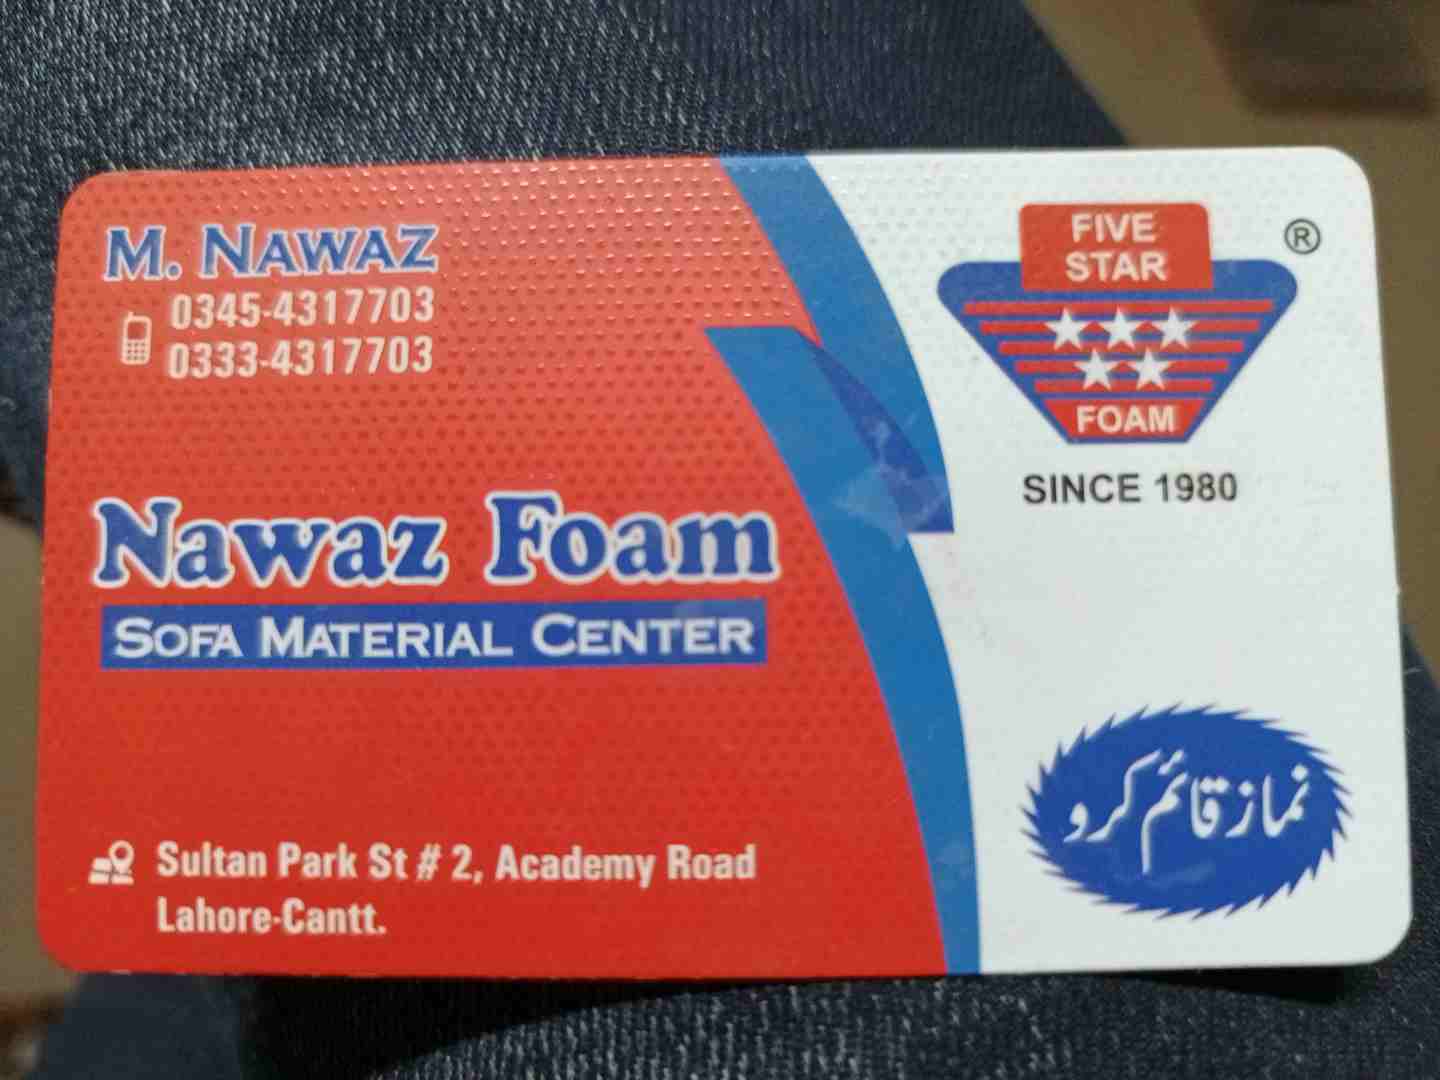 M. NAWAZ
0345-4317703
0333-4317703
Nawaz Foam
SOFA MATERIAL CENTER
Sultan Park St # 2, Academy Road
Lahore-Cantt.
FIVE
STAR
®
FOAM
SINCE 1980
نماز قائم کرو